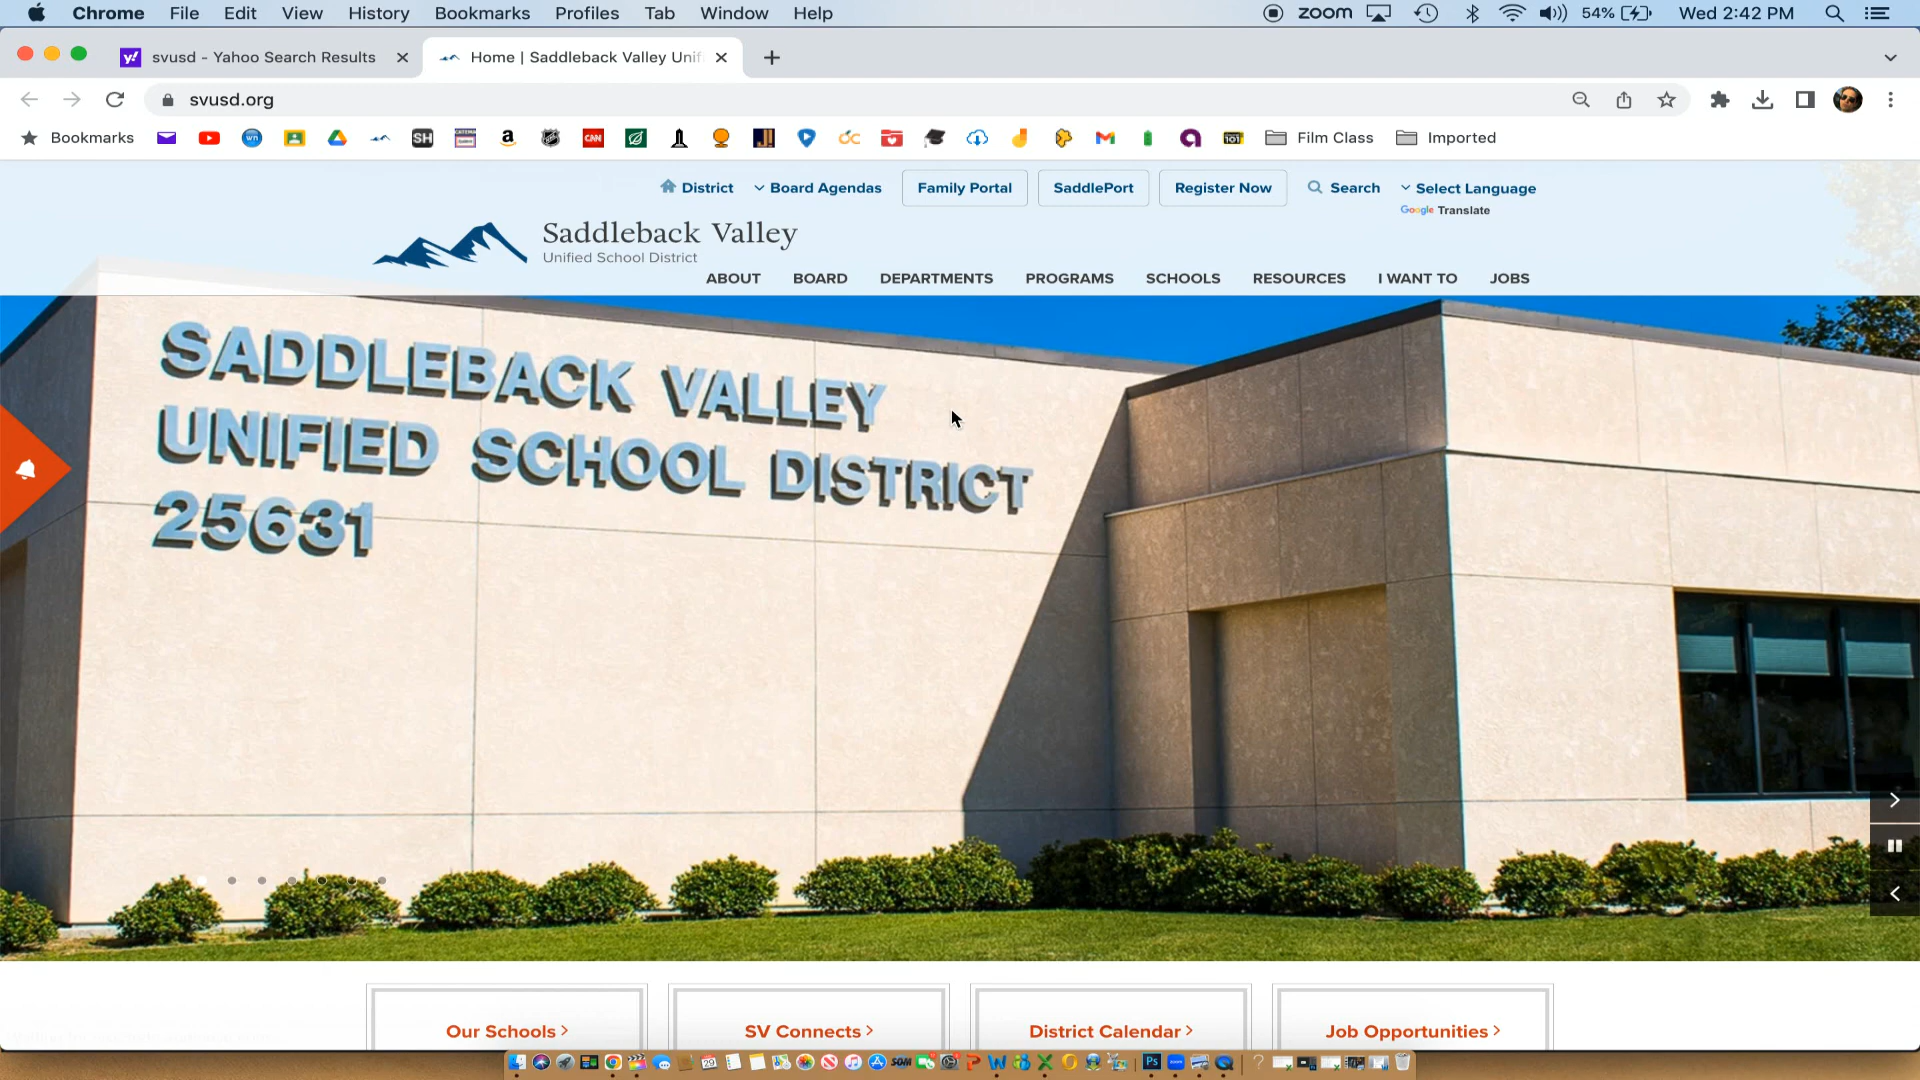 Chrome File Edit View History Bookmarks Profiles Tab Window Help zoom 54% Wed 2:42 PM
svusd - Yahoo Search Results Home | Saddleback Valley Unif
svusd.org
Bookmarks SH CNN 101 Film Class Imported
District Board Agendas Family Portal SaddlePort Register Now Search Select Language
Google Translate
Saddleback Valley
Unified School District
ABOUT BOARD DEPARTMENTS PROGRAMS SCHOOLS RESOURCES I WANT TO JOBS
SADDLEBACK VALLEY
UNIFIED SCHOOL DISTRICT
25631
Our Schools > SV Connects > District Calendar > Job Opportunities >